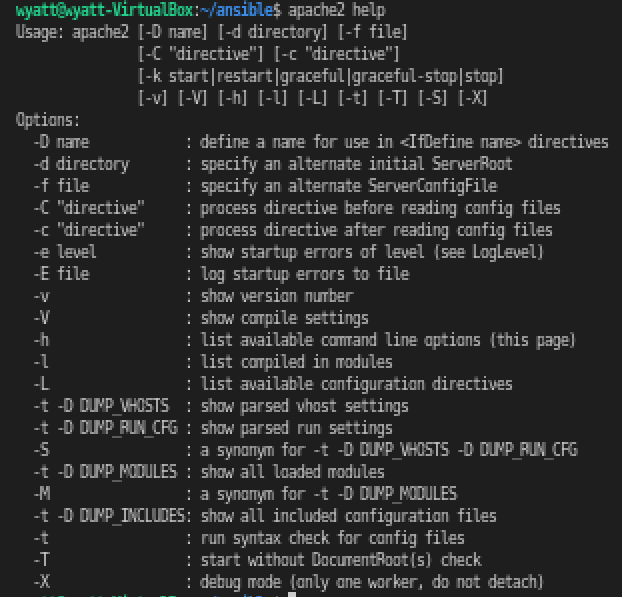 wyatt@wyatt-VirtualBox:~/ansible$ apache2 help
Usage: apache2 [-D name] [-d directory] [-f file]
               [-C "directive"] [-c "directive"]
               [-k start|restart|graceful|graceful-stop|stop]
               [-v] [-V] [-h] [-l] [-L] [-t] [-T] [-S] [-X]
Options:
  -D name            : define a name for use in <IfDefine name> directives
  -d directory       : specify an alternate initial ServerRoot
  -f file            : specify an alternate ServerConfigFile
  -C "directive"     : process directive before reading config files
  -c "directive"     : process directive after reading config files
  -e level           : show startup errors of level (see LogLevel)
  -E file            : log startup errors to file
  -v                 : show version number
  -V                 : show compile settings
  -h                 : list available command line options (this page)
  -l                 : list compiled in modules
  -L                 : list available configuration directives
  -t -D DUMP_VHOSTS  : show parsed vhost settings
  -t -D DUMP_RUN_CFG : show parsed run settings
  -S                 : a synonym for -t -D DUMP_VHOSTS -D DUMP_RUN_CFG
  -t -D DUMP_MODULES : show all loaded modules
  -M                 : a synonym for -t -D DUMP_MODULES
  -t -D DUMP_INCLUDES: show all included configuration files
  -t                 : run syntax check for config files
  -T                 : start without DocumentRoot(s) check
  -X                 : debug mode (only one worker, do not detach)